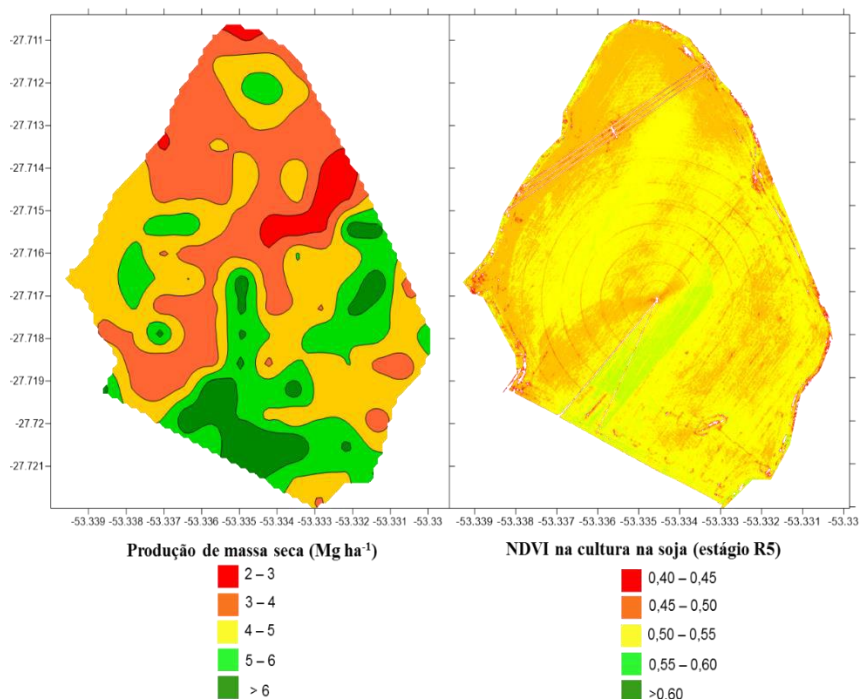 -27.711
-27.712
-27.713
-27.714
-27.715
-27.716
-27.717
-27.718
-27.719
-27.72
-27.721
-53.339 -53.338 -53.337 -53.336 -53.335 -53.334 -53.333 -53.332 -53.331 -53.33
-53.339 -53.338 -53.337 -53.336 -53.335 -53.334 -53.333 -53.332 -53.331 -53.33
Produção de massa seca (Mg ha⁻¹)
2 – 3
3 – 4
4 – 5
5 – 6
> 6
NDVI na cultura na soja (estágio R5)
0,40 – 0,45
0,45 – 0,50
0,50 – 0,55
0,55 – 0,60
>0,60